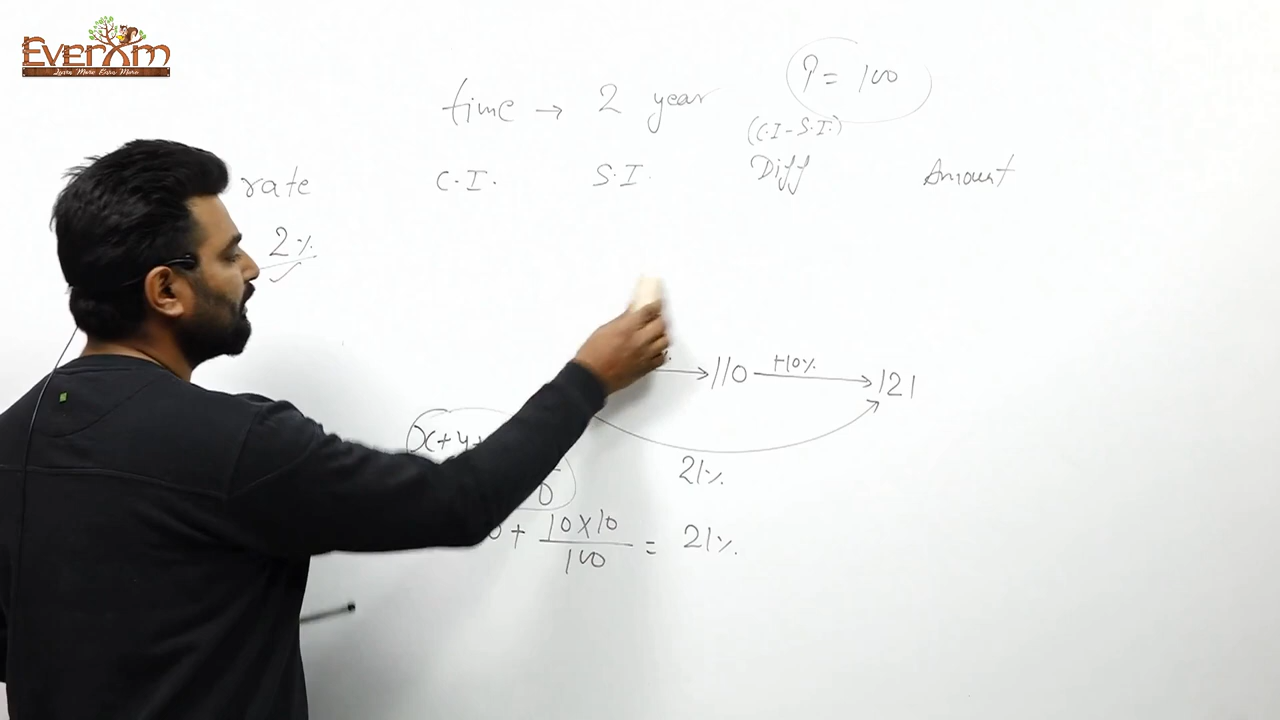 EverExam
Learn More Earn More
P = 100
time → 2 year
(C.I - S.I.)
rate C.I. S.I. Diff Amount
2%
110 +10% 121
x+y+
21%
+ 10 X 10 / 100 = 21%